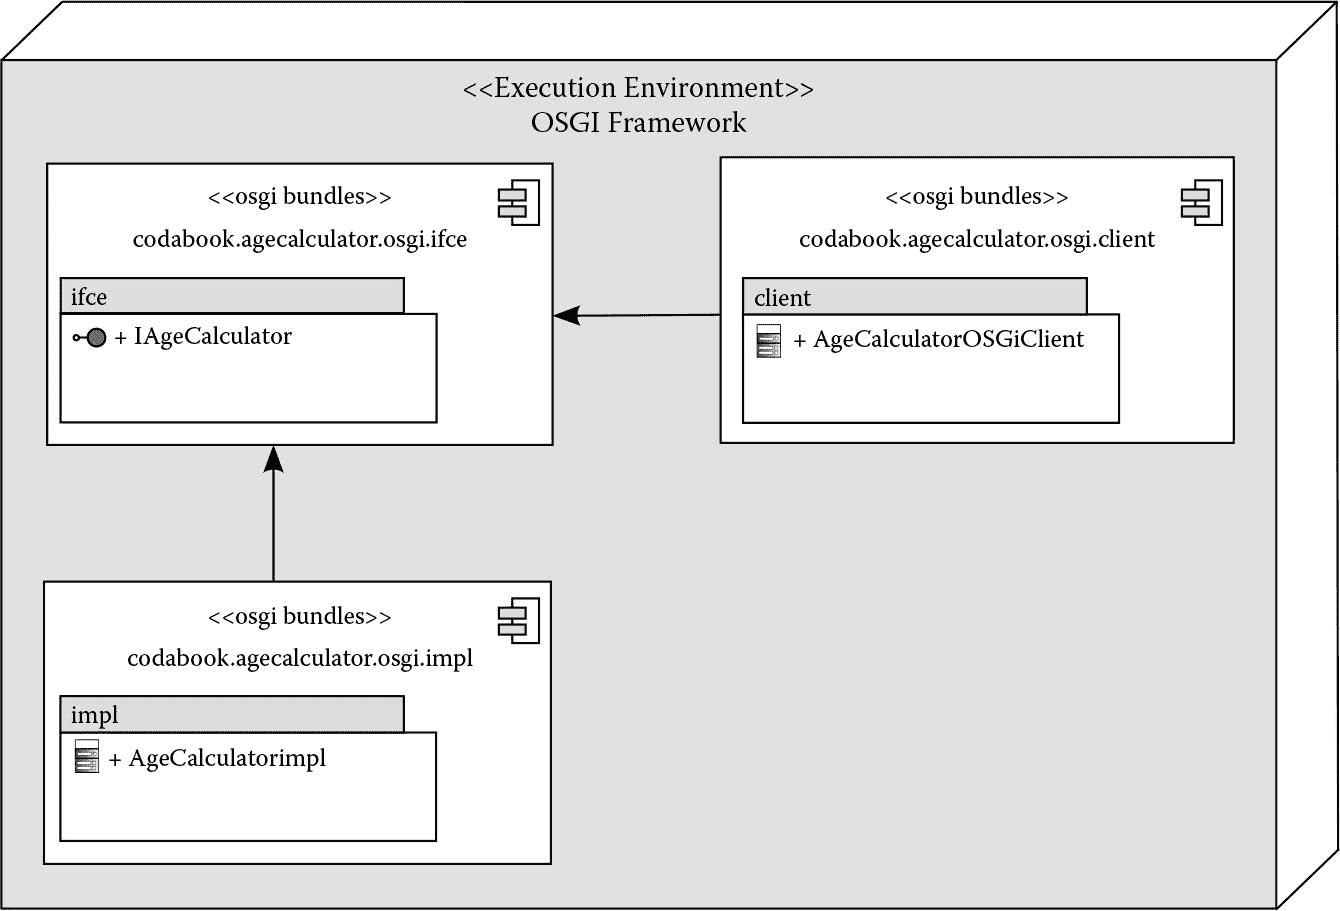 <<Execution Environment>>
OSGI Framework
<<osgi bundles>>
codabook.agecalculator.osgi.ifce
ifce
+ IAgeCalculator
<<osgi bundles>>
codabook.agecalculator.osgi.client
client
+ AgeCalculatorOSGiClient
<<osgi bundles>>
codabook.agecalculator.osgi.impl
impl
+ AgeCalculatorimpl